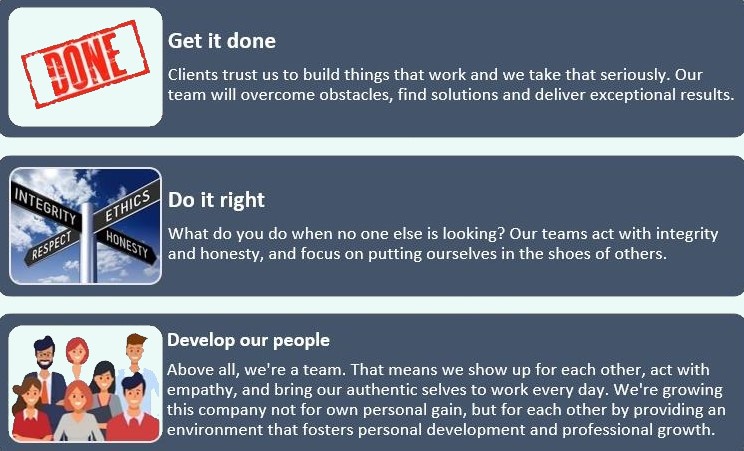 DONE
Get it done
Clients trust us to build things that work and we take that seriously. Our
team will overcome obstacles, find solutions and deliver exceptional results.
INTEGRITY
ETHICS
RESPECT
HONESTY
Do it right
What do you do when no one else is looking? Our teams act with integrity
and honesty, and focus on putting ourselves in the shoes of others.
Develop our people
Above all, we're a team. That means we show up for each other, act with
empathy, and bring our authentic selves to work every day. We're growing
this company not for own personal gain, but for each other by providing an
environment that fosters personal development and professional growth.